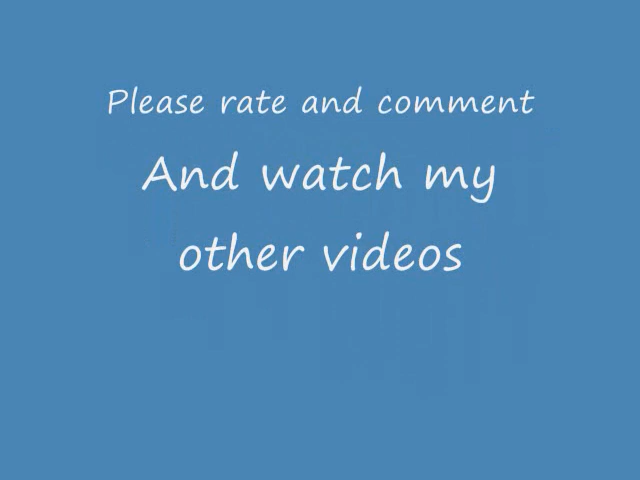 Please rate and comment
And watch my
other videos